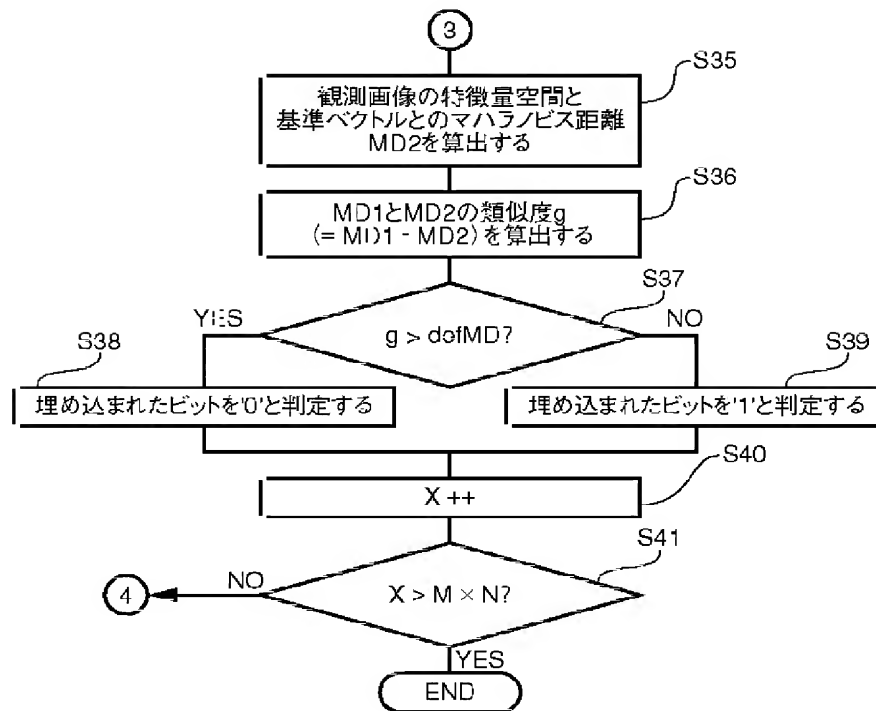 3
S35
観測画像の特徴量空間と
基準ベクトルとのマハラノビス距離
MD2を算出する
S36
MD1とMD2の類似度g
(= MD1 - MD2) を算出する
S37
YES
g > defMD?
NO
S38
S39
埋め込まれたビットを'0'と判定する
埋め込まれたビットを'1'と判定する
S40
X ++
S41
4
NO
X > M × N?
YES
END